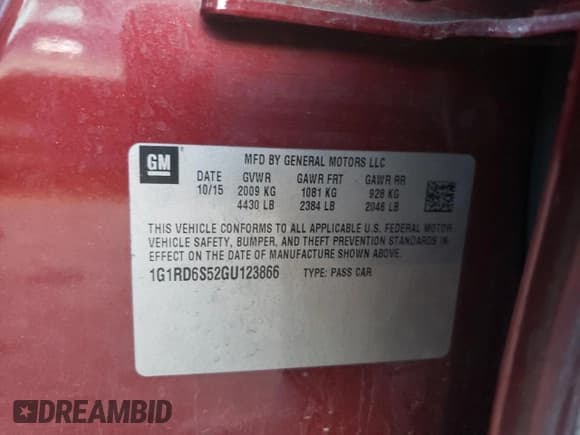 GM
MFD BY GENERAL MOTORS LLC
DATE GVWR GAWR FRT GAWR RR
10/15 2009 KG 1081 KG 928 KG
4430 LB 2384 LB 2046 LB
THIS VEHICLE CONFORMS TO ALL APPLICABLE U.S. FEDERAL MOTOR
VEHICLE SAFETY, BUMPER, AND THEFT PREVENTION STANDARDS IN
EFFECT ON THE DATE OF MANUFACTURE SHOWN ABOVE.
1G1RD6S52GU123866 TYPE: PASS CAR
DREAMBID